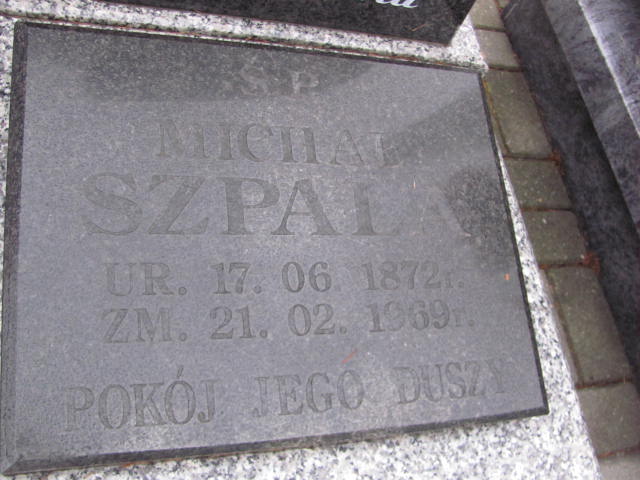 Ś.P.
MICHAŁ
SZPALA
UR. 17. 06. 1872r.
ZM. 21. 02. 1969r.
POKÓJ JEGO DUSZY